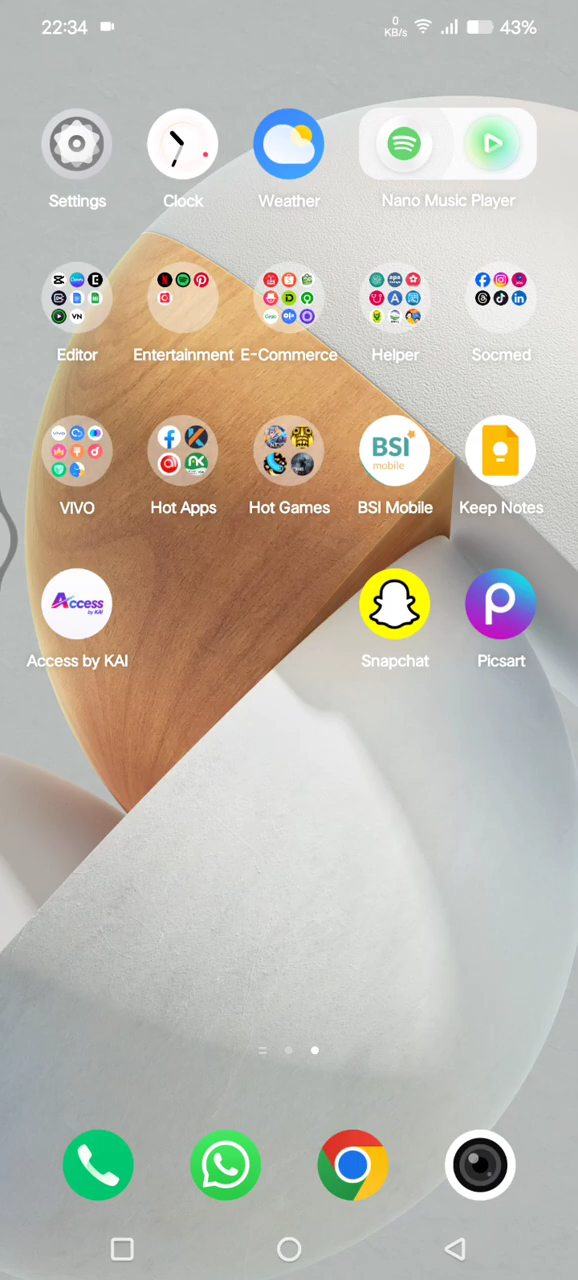 22:34
0
KB/s
43%
Settings
Clock
Weather
Nano Music Player
Editor
Entertainment
E-Commerce
Helper
Socmed
VIVO
Hot Apps
Hot Games
BSI
mobile
BSI Mobile
Keep Notes
Access
by KAI
Access by KAI
Snapchat
Picsart